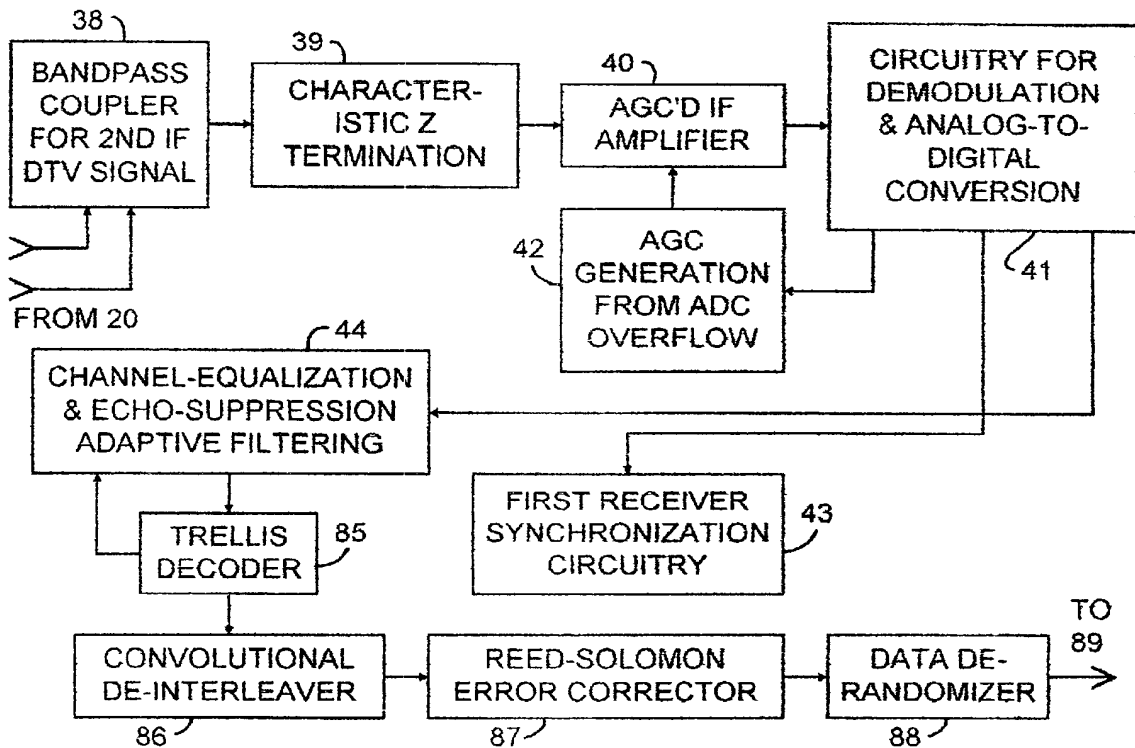 38
BANDPASS
COUPLER
FOR 2ND IF
DTV SIGNAL
39
CHARACTER-
ISTIC Z
TERMINATION
40
AGC'D IF
AMPLIFIER
CIRCUITRY FOR
DEMODULATION
& ANALOG-TO-
DIGITAL
CONVERSION
41
42
AGC
GENERATION
FROM ADC
OVERFLOW
FROM 20
44
CHANNEL-EQUALIZATION
& ECHO-SUPPRESSION
ADAPTIVE FILTERING
FIRST RECEIVER
SYNCHRONIZATION
CIRCUITRY
43
TRELLIS
DECODER
85
CONVOLUTIONAL
DE-INTERLEAVER
86
REED-SOLOMON
ERROR CORRECTOR
87
DATA DE-
RANDOMIZER
88
TO
89